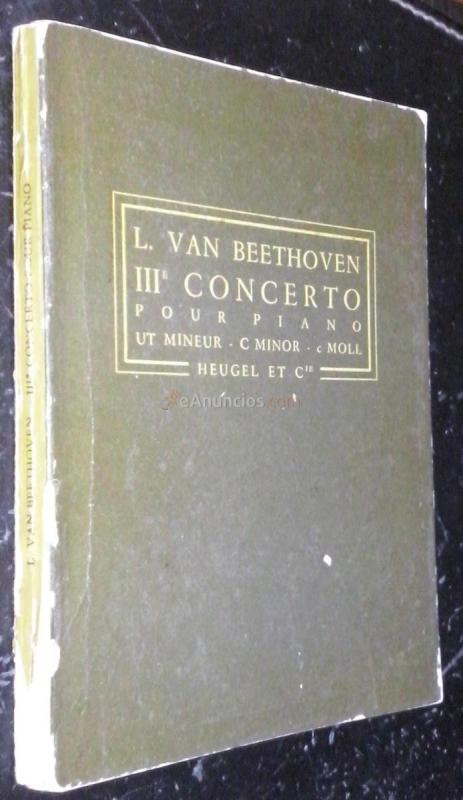 L. VAN BEETHOVEN
IIIE CONCERTO
POUR PIANO
UT MINEUR - C MINOR - c MOLL
HEUGEL ET CIE
eAnuncios.com
L. VAN BEETHOVEN IIIE CONCERTO POUR PIANO